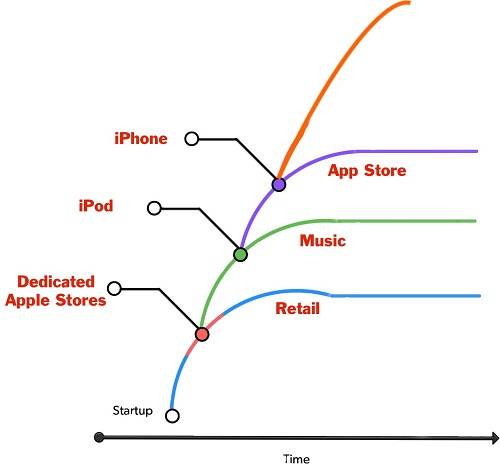 iPhone
App Store
iPod
Music
Dedicated
Apple Stores
Retail
Startup
Time